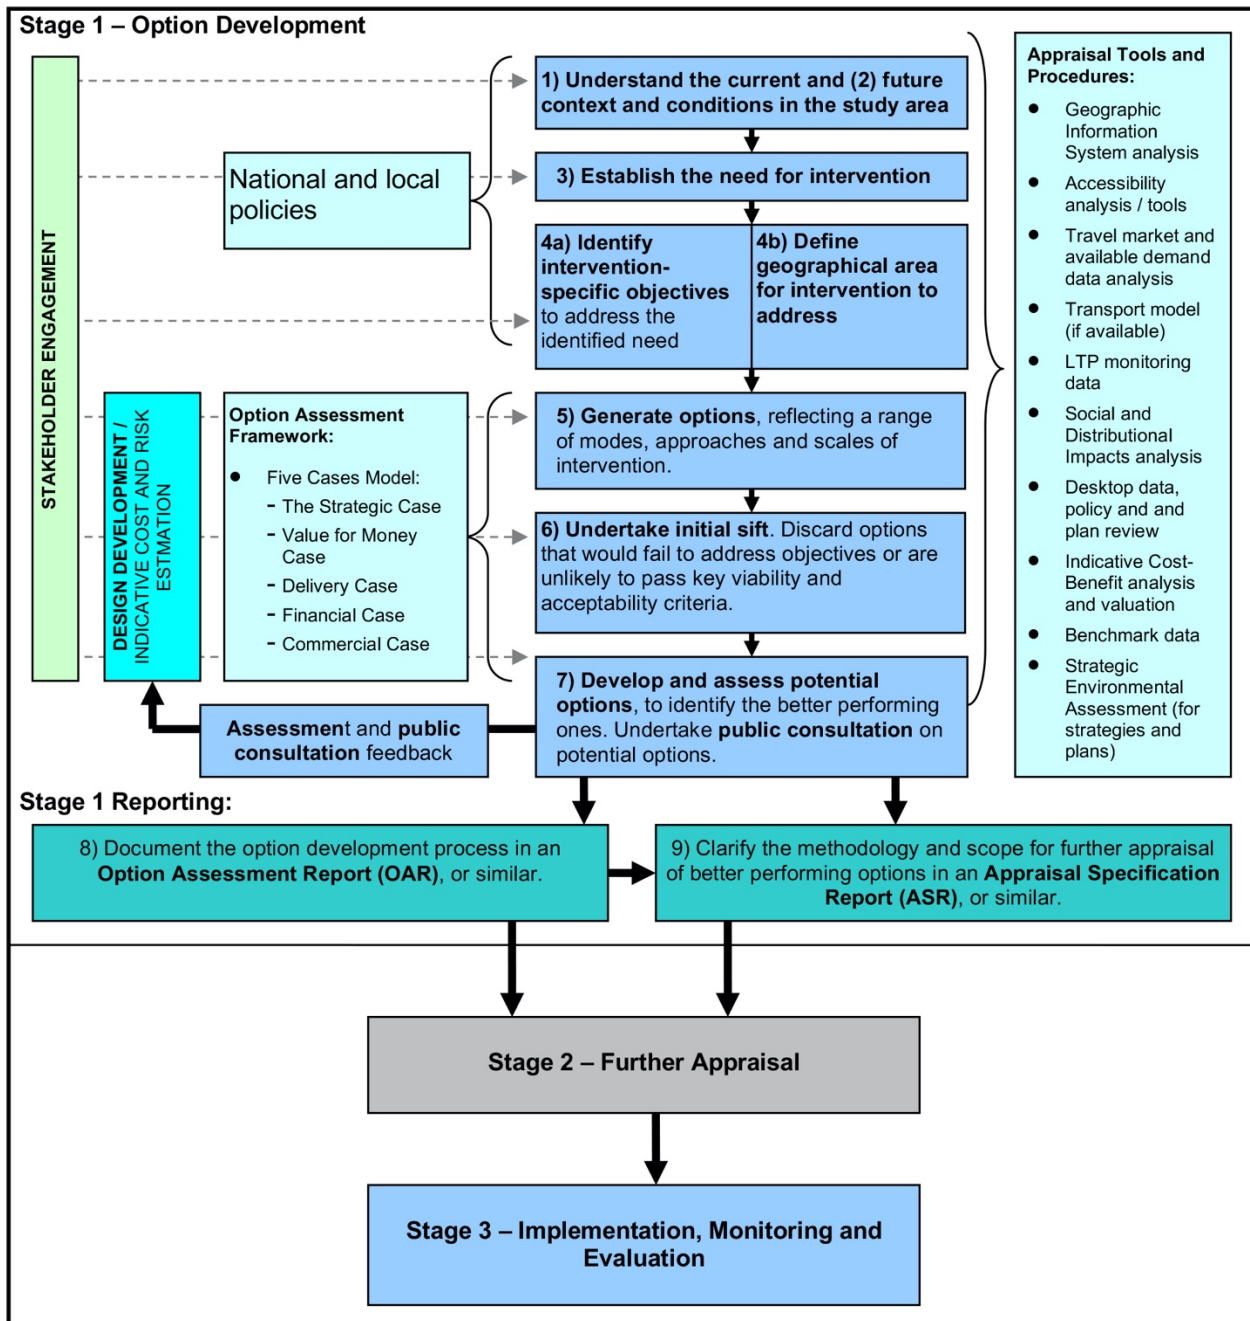 Stage 1 – Option Development
STAKEHOLDER ENGAGEMENT
National and local
policies
1) Understand the current and (2) future
context and conditions in the study area
3) Establish the need for intervention
4a) Identify
intervention-
specific objectives
to address the
identified need
4b) Define
geographical area
for intervention to
address
DESIGN DEVELOPMENT /
INDICATIVE COST AND RISK
ESTMATION
Option Assessment
Framework:
● Five Cases Model:
- The Strategic Case
- Value for Money
Case
- Delivery Case
- Financial Case
- Commercial Case
5) Generate options, reflecting a range
of modes, approaches and scales of
intervention.
6) Undertake initial sift. Discard options
that would fail to address objectives or are
unlikely to pass key viability and
acceptability criteria.
7) Develop and assess potential
options, to identify the better performing
ones. Undertake public consultation on
potential options.
Assessment and public
consultation feedback
Appraisal Tools and
Procedures:
● Geographic
Information
System analysis
● Accessibility
analysis / tools
● Travel market and
available demand
data analysis
● Transport model
(if available)
● LTP monitoring
data
● Social and
Distributional
Impacts analysis
● Desktop data,
policy and and
plan review
● Indicative Cost-
Benefit analysis
and valuation
● Benchmark data
● Strategic
Environmental
Assessment (for
strategies and
plans)
Stage 1 Reporting:
8) Document the option development process in an
Option Assessment Report (OAR), or similar.
9) Clarify the methodology and scope for further appraisal
of better performing options in an Appraisal Specification
Report (ASR), or similar.
Stage 2 – Further Appraisal
Stage 3 – Implementation, Monitoring and
Evaluation